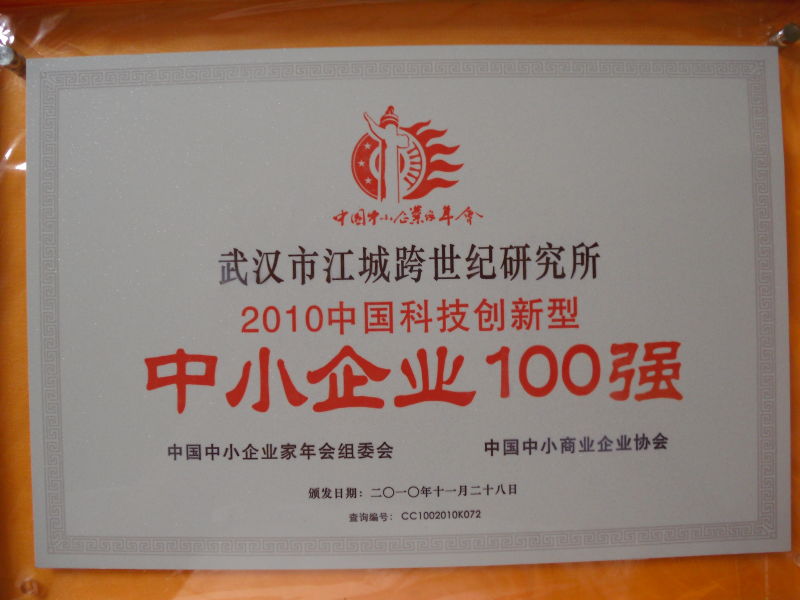 中国中小企业家年会
武汉市江城跨世纪研究所
2010中国科技创新型
中小企业100强
中国中小企业家年会组委会 中国中小商业企业协会
颁发日期：二〇一〇年十一月二十八日
查询编号：CC1002010K072